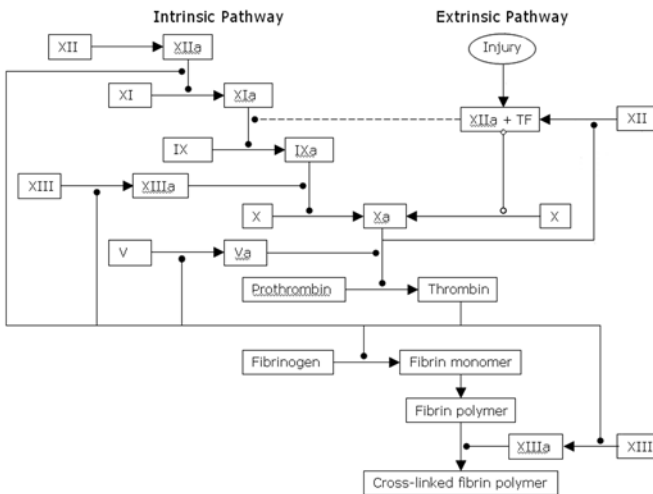 Intrinsic Pathway
Extrinsic Pathway
XII
XIIa
Injury
XI
XIa
XIIa + TF
XII
IX
IXa
XIII
XIIIa
X
Xa
X
V
Va
Prothrombin
Thrombin
Fibrinogen
Fibrin monomer
Fibrin polymer
XIIIa
XIII
Cross-linked fibrin polymer